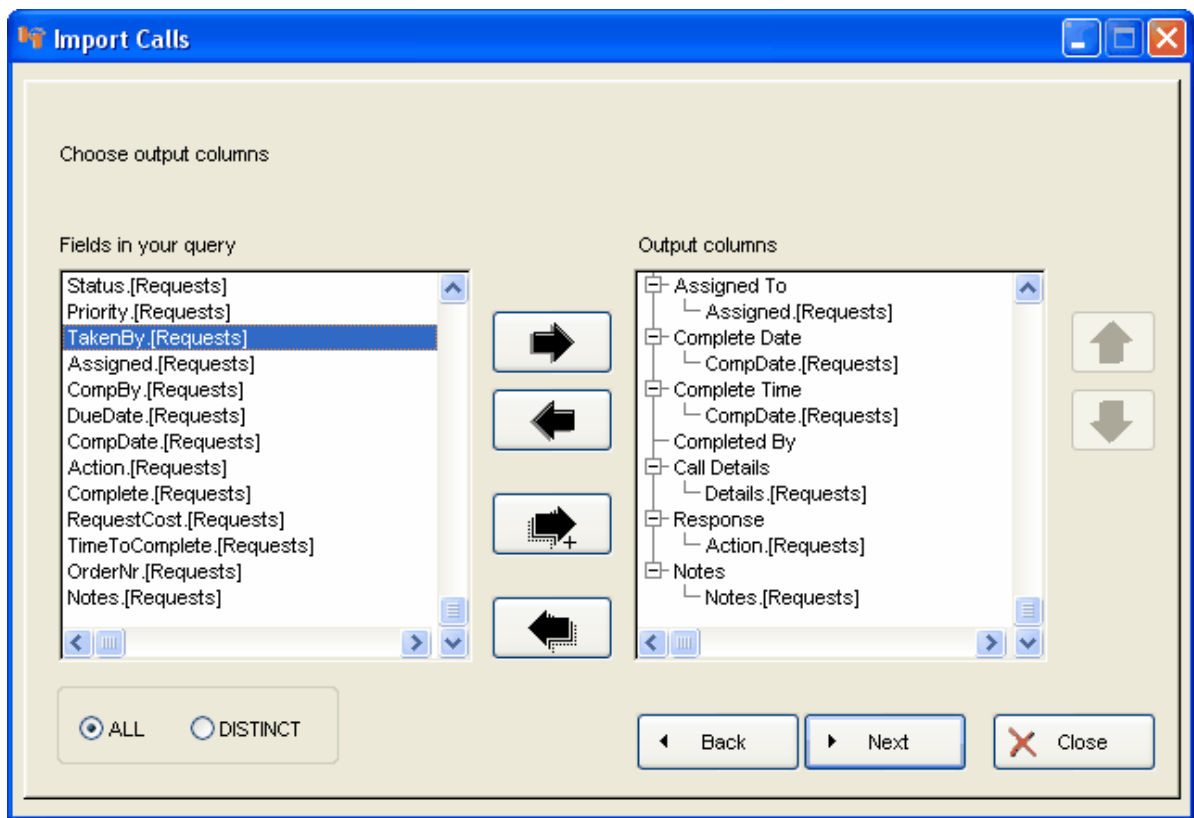 Import Calls
Choose output columns
Fields in your query
Status.[Requests]
Priority.[Requests]
TakenBy.[Requests]
Assigned.[Requests]
CompBy.[Requests]
DueDate.[Requests]
CompDate.[Requests]
Action.[Requests]
Complete.[Requests]
RequestCost.[Requests]
TimeToComplete.[Requests]
OrderNr.[Requests]
Notes.[Requests]
Output columns
Assigned To
Assigned.[Requests]
Complete Date
CompDate.[Requests]
Complete Time
CompDate.[Requests]
Completed By
Call Details
Details.[Requests]
Response
Action.[Requests]
Notes
Notes.[Requests]
ALL
DISTINCT
Back
Next
Close